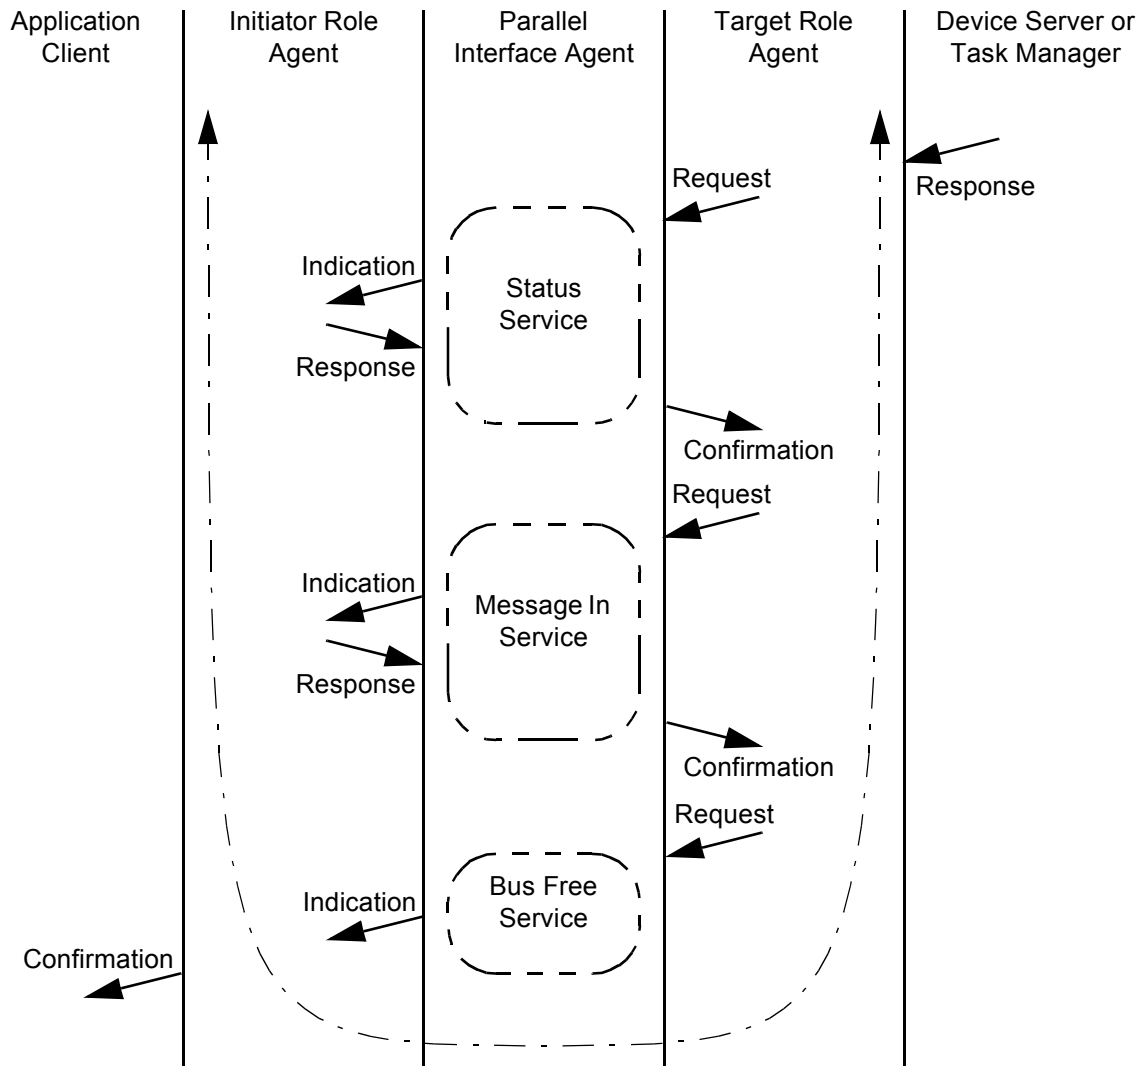 Application
Client
Initiator Role
Agent
Parallel
Interface Agent
Target Role
Agent
Device Server or
Task Manager
Response
Request
Indication
Status
Service
Response
Confirmation
Request
Indication
Message In
Service
Response
Confirmation
Request
Bus Free
Service
Indication
Confirmation